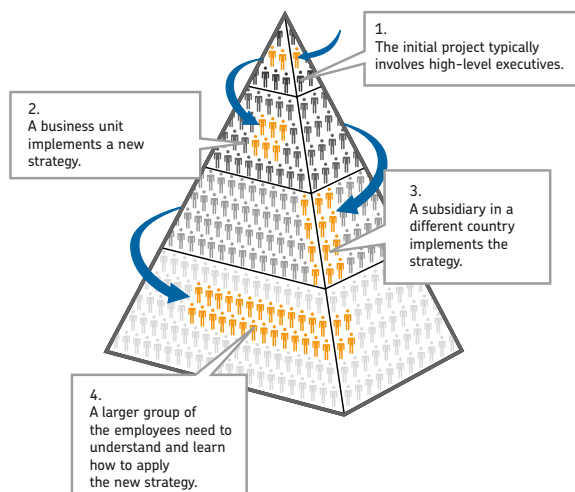 1.
The initial project typically
involves high-level executives.
2.
A business unit
implements a new
strategy.
3.
A subsidiary in a
different country
implements the
strategy.
4.
A larger group of
the employees need to
understand and learn
how to apply
the new strategy.